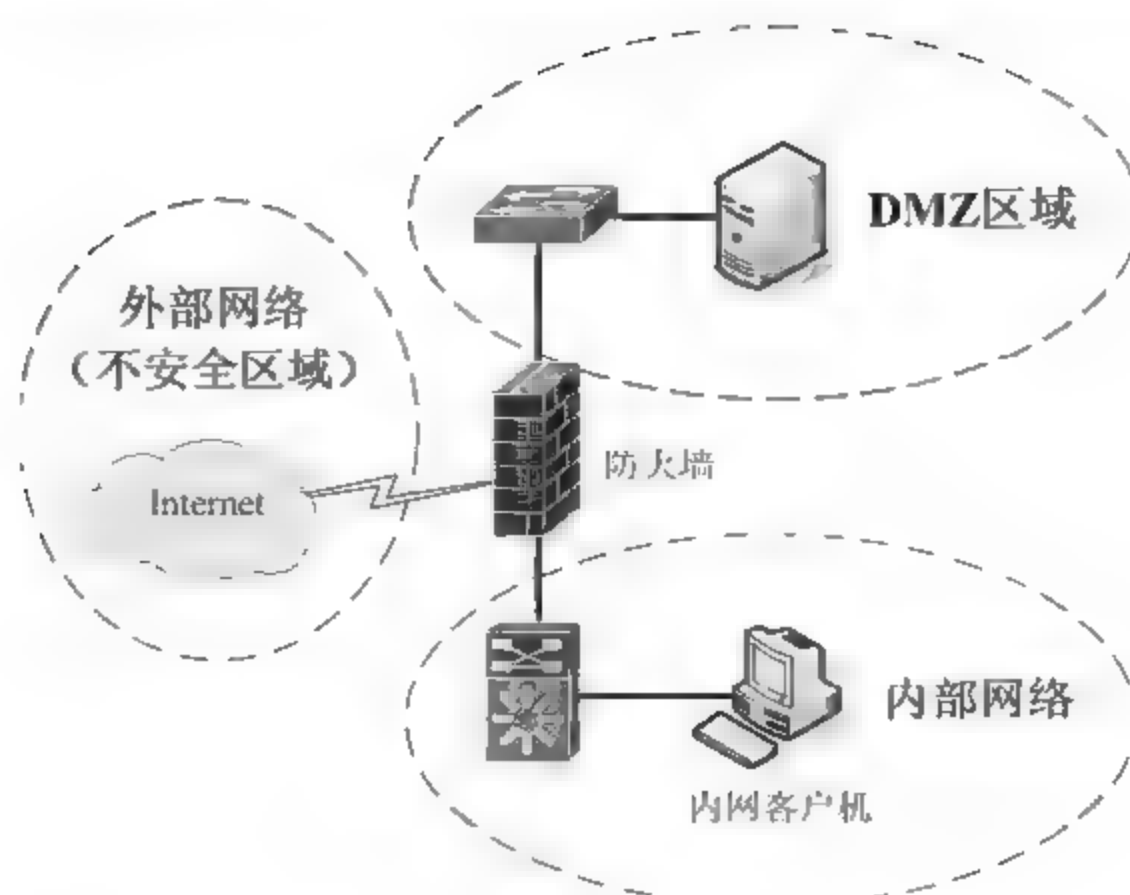 DMZ区域
外部网络
（不安全区域）
Internet
防火墙
内部网络
内网客户机